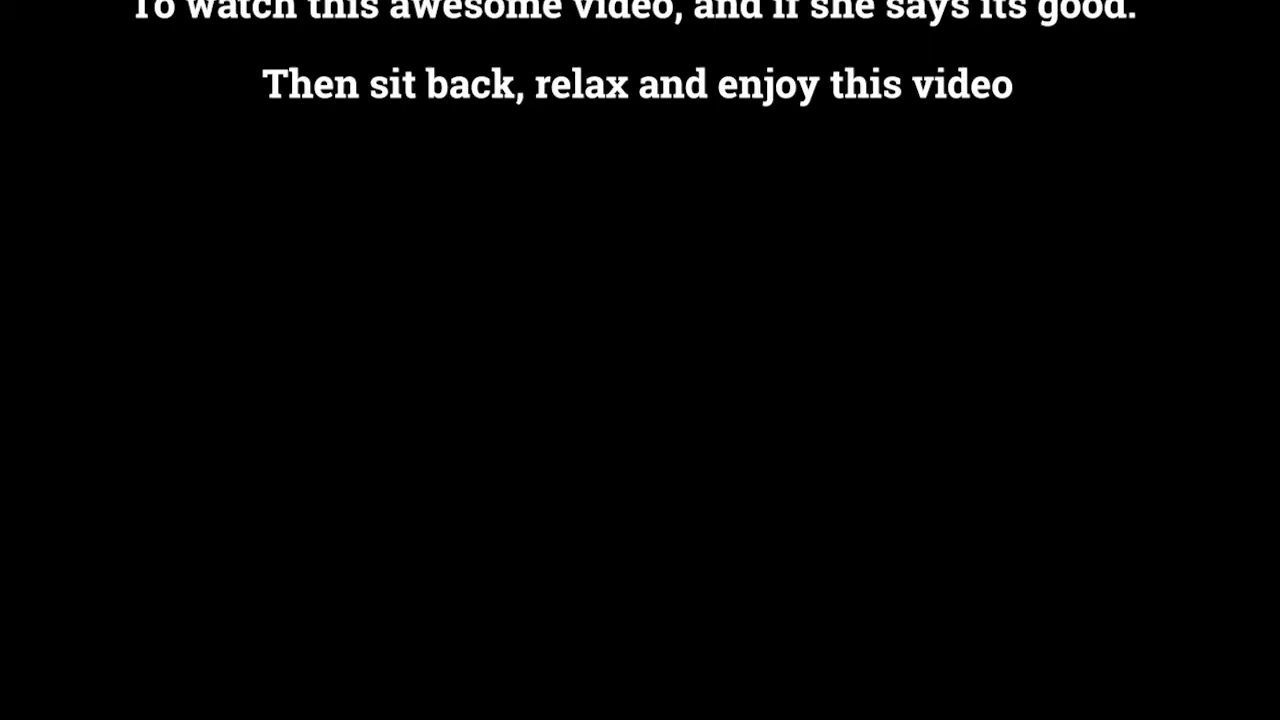 To watch this awesome video, and if she says its good.
Then sit back, relax and enjoy this video